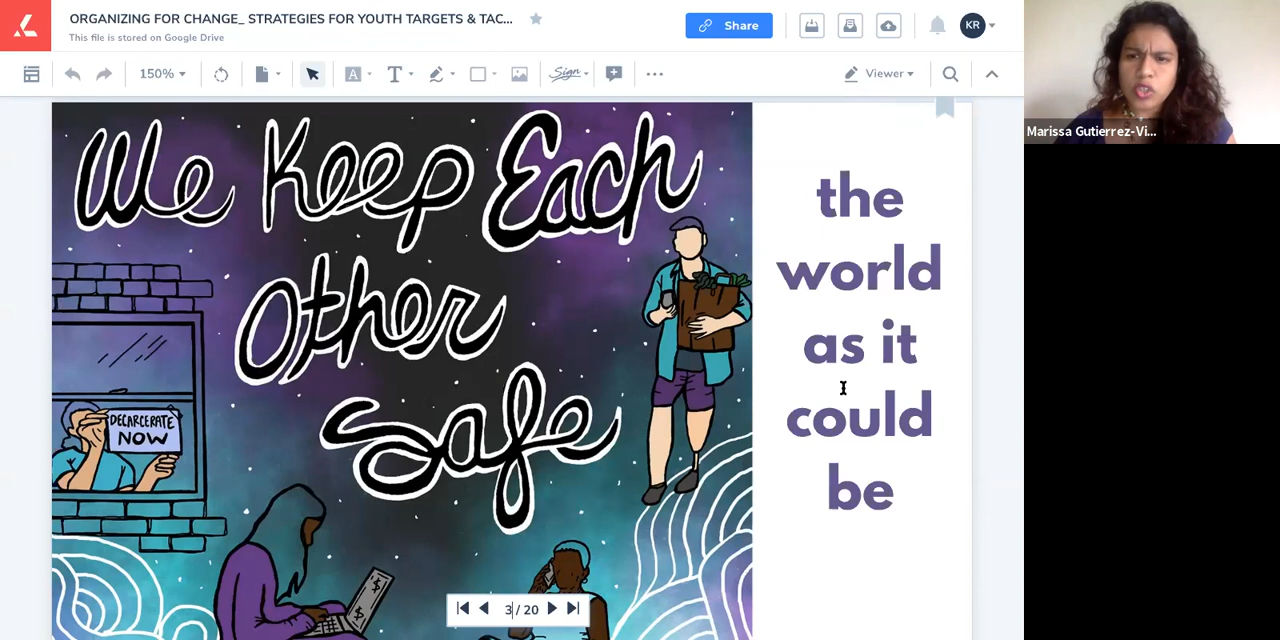 ORGANIZING FOR CHANGE_ STRATEGIES FOR YOUTH TARGETS & TAC...
This file is stored on Google Drive
Share
KR
150%
A
T
Sign
Viewer
Marissa Gutierrez-Vi...
We Keep Each
Other
Safe
the
world
as it
could
be
DECARCERATE
NOW
$
$
3 / 20